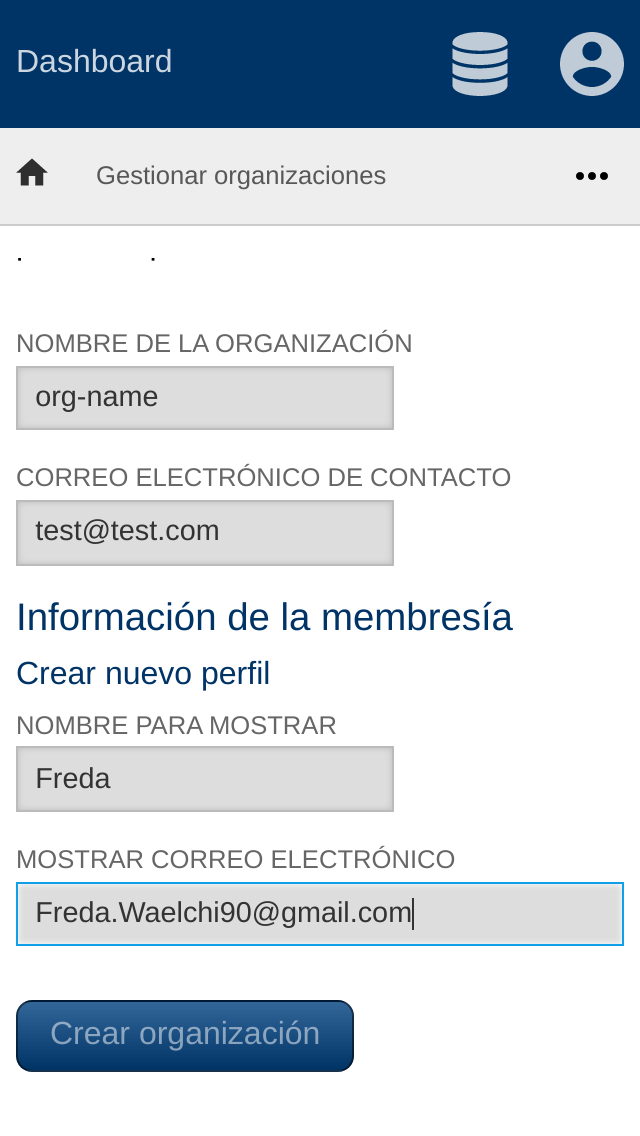 Dashboard
Gestionar organizaciones
NOMBRE DE LA ORGANIZACIÓN
org-name
CORREO ELECTRÓNICO DE CONTACTO
test@test.com
Información de la membresía
Crear nuevo perfil
NOMBRE PARA MOSTRAR
Freda
MOSTRAR CORREO ELECTRÓNICO
Freda.Waelchi90@gmail.com
Crear organización